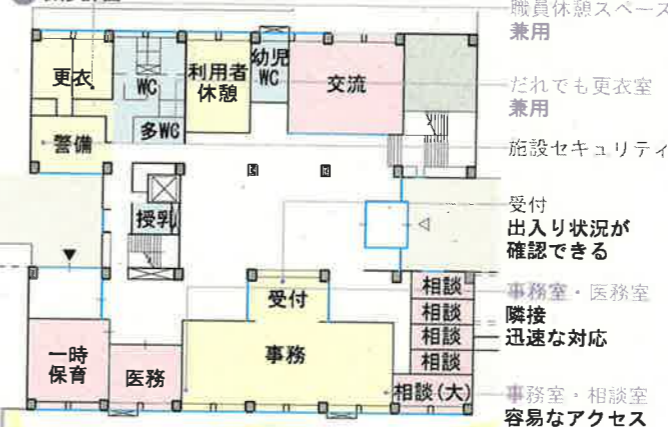 職員休憩スペース
兼用
更衣
WC
利用者
休憩
幼児
WC
交流
だれでも更衣室
兼用
多WC
警備
施設セキュリティ
授乳
受付
出入り状況が
確認できる
受付
相談
相談
相談
相談
相談(大)
事務室・医務室
隣接
迅速な対応
一時
保育
医務
事務
事務室・相談室
容易なアクセス